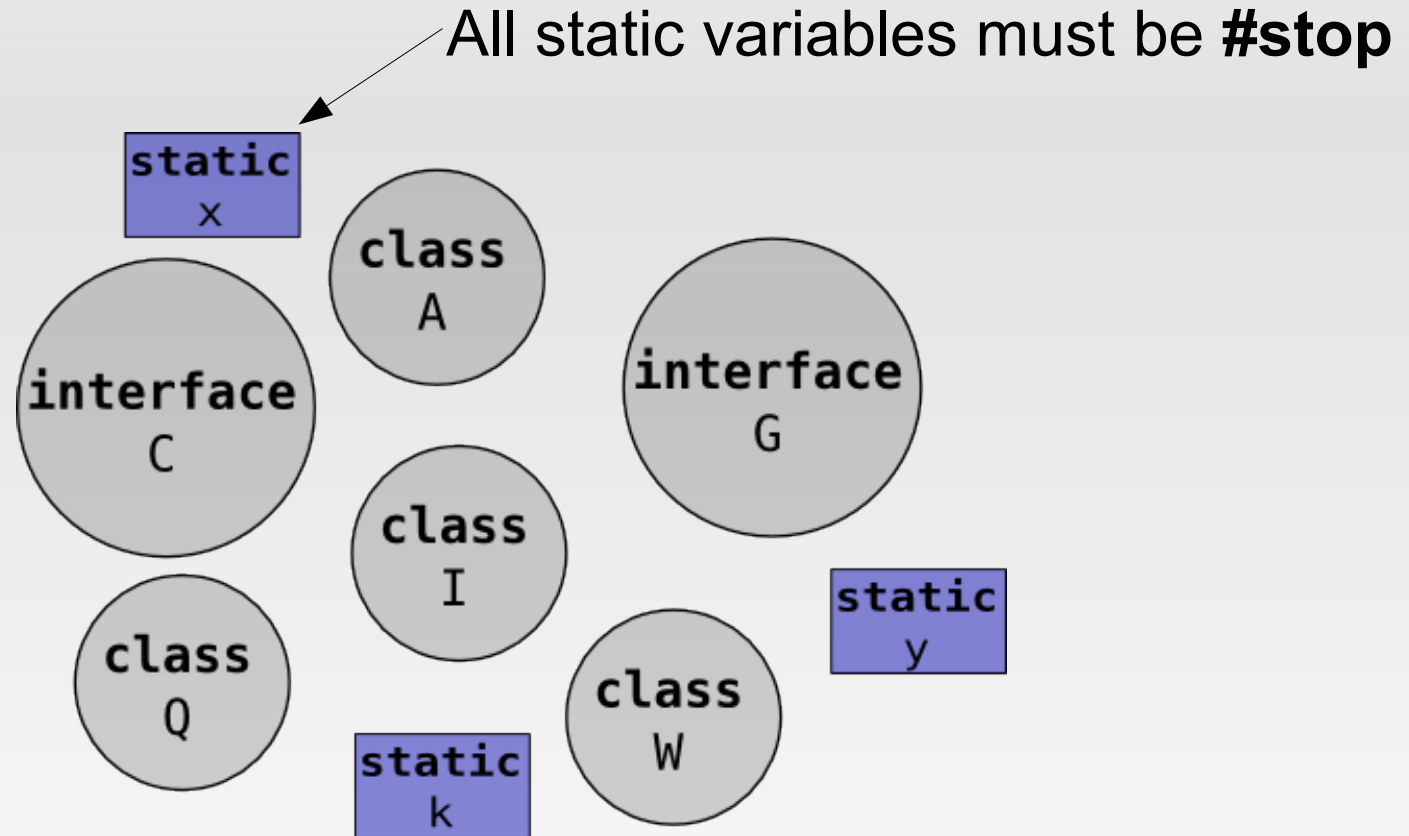 All static variables must be #stop
static
x
class
A
interface
C
interface
G
class
I
static
y
class
Q
class
W
static
k